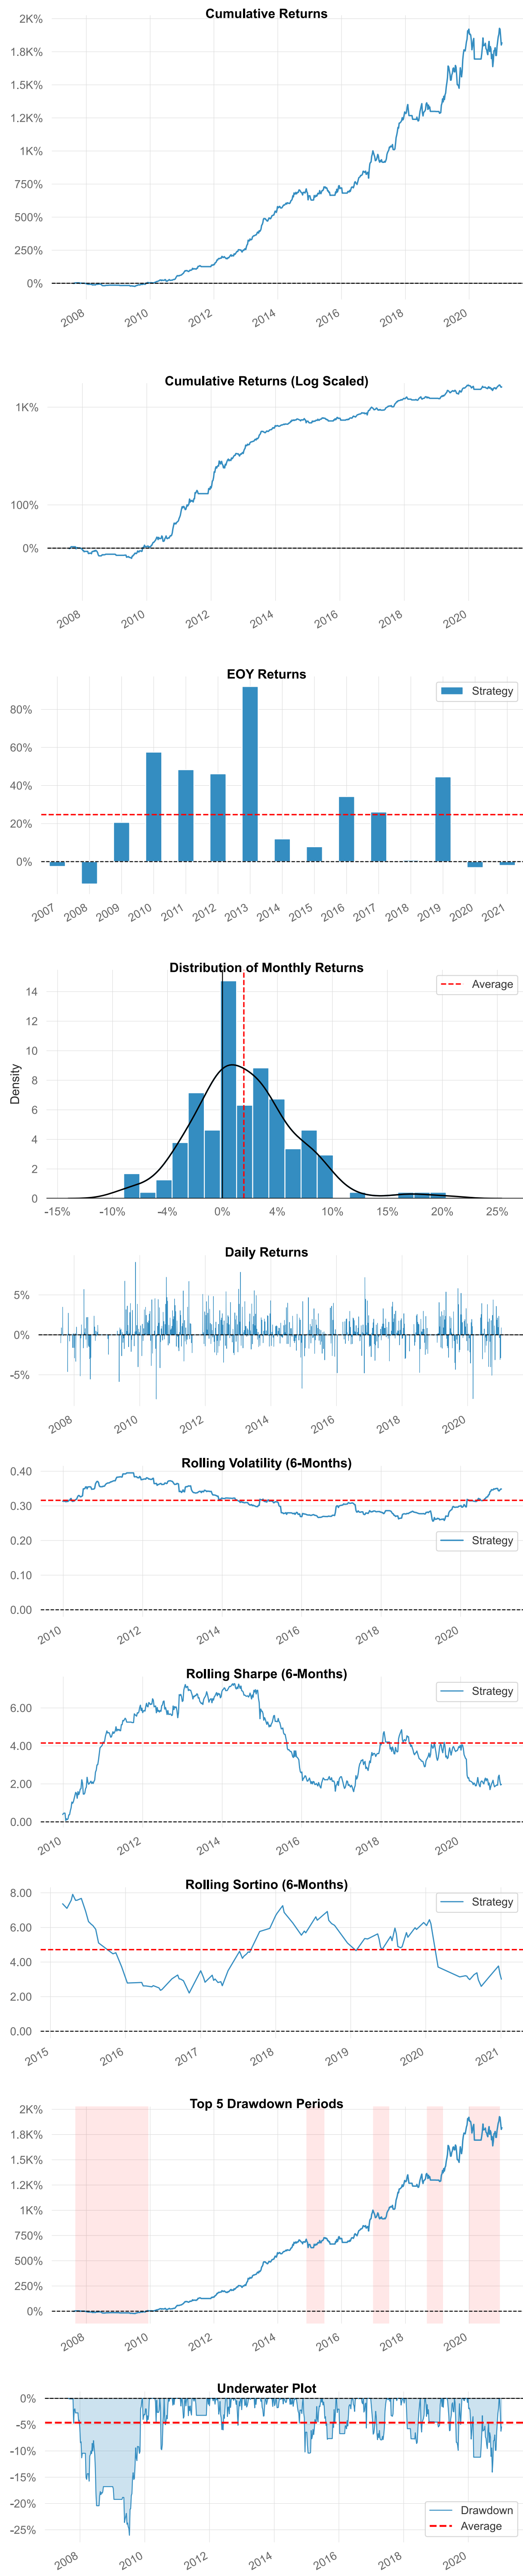 Cumulative Returns
2K%
1.8K%
1.5K%
1.2K%
1K%
750%
500%
250%
0%
2008 2010 2012 2014 2016 2018 2020
Cumulative Returns (Log Scaled)
1K%
100%
0%
2008 2010 2012 2014 2016 2018 2020
EOY Returns
Strategy
80%
60%
40%
20%
0%
2007 2008 2009 2010 2011 2012 2013 2014 2015 2016 2017 2018 2019 2020 2021
Distribution of Monthly Returns
Average
Density
14
12
10
8
6
4
2
0
-15% -10% -4% 0% 4% 10% 15% 20% 25%
Daily Returns
5%
0%
-5%
2008 2010 2012 2014 2016 2018 2020
Rolling Volatility (6-Months)
0.40
0.30
0.20
Strategy
0.10
0.00
2010 2012 2014 2016 2018 2020
Rolling Sharpe (6-Months)
Strategy
6.00
4.00
2.00
0.00
2010 2012 2014 2016 2018 2020
Rolling Sortino (6-Months)
8.00
Strategy
6.00
4.00
2.00
0.00
2015 2016 2017 2018 2019 2020 2021
Top 5 Drawdown Periods
2K%
1.8K%
1.5K%
1.2K%
1K%
750%
500%
250%
0%
2008 2010 2012 2014 2016 2018 2020
Underwater Plot
0%
-5%
-10%
-15%
-20%
-25%
Drawdown
Average
2008 2010 2012 2014 2016 2018 2020